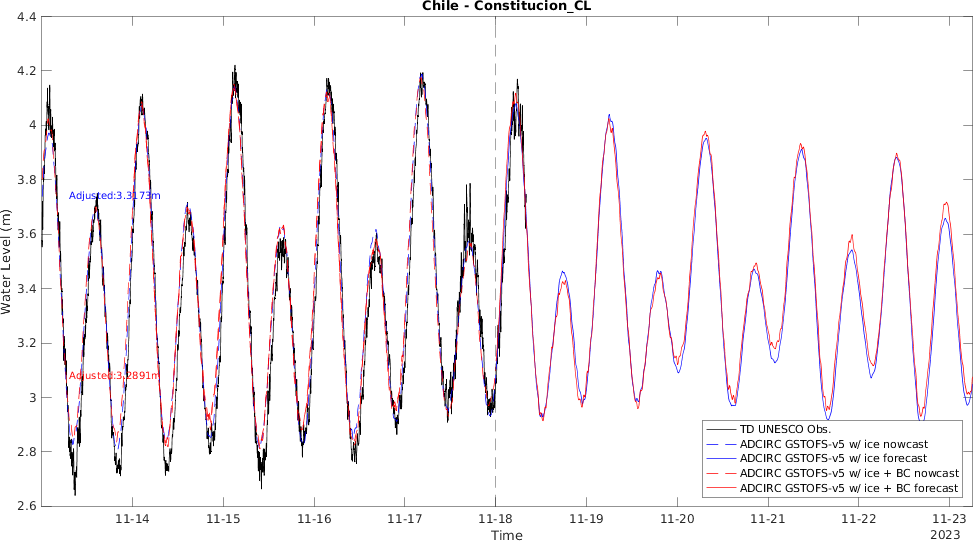 Chile - Constitucion_CL
Water Level (m)
4.4
4.2
4
3.8
3.6
3.4
3.2
3
2.8
2.6
Adjusted:3.3173m
Adjusted:3.2891m
TD UNESCO Obs.
ADCIRC GSTOFS-v5 w/ ice nowcast
ADCIRC GSTOFS-v5 w/ ice forecast
ADCIRC GSTOFS-v5 w/ ice + BC nowcast
ADCIRC GSTOFS-v5 w/ ice + BC forecast
11-14 11-15 11-16 11-17 11-18 11-19 11-20 11-21 11-22 11-23
2023
Time